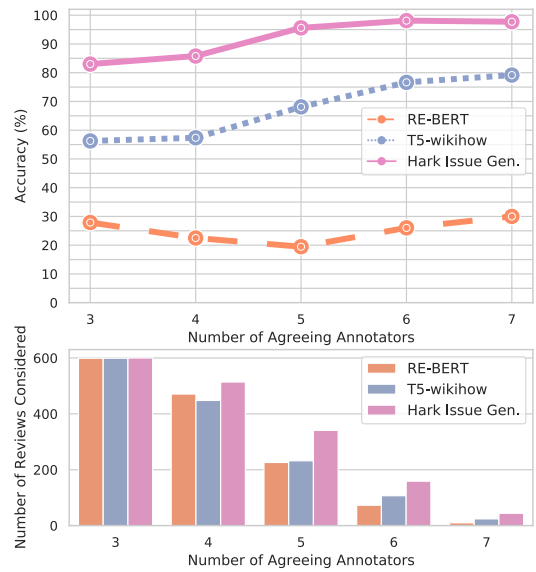 100
90
80
70
60
50
40
30
20
10
0
Accuracy (%)
RE-BERT
T5-wikihow
Hark Issue Gen.
3 4 5 6 7
Number of Agreeing Annotators
600
400
200
0
Number of Reviews Considered
RE-BERT
T5-wikihow
Hark Issue Gen.
3 4 5 6 7
Number of Agreeing Annotators